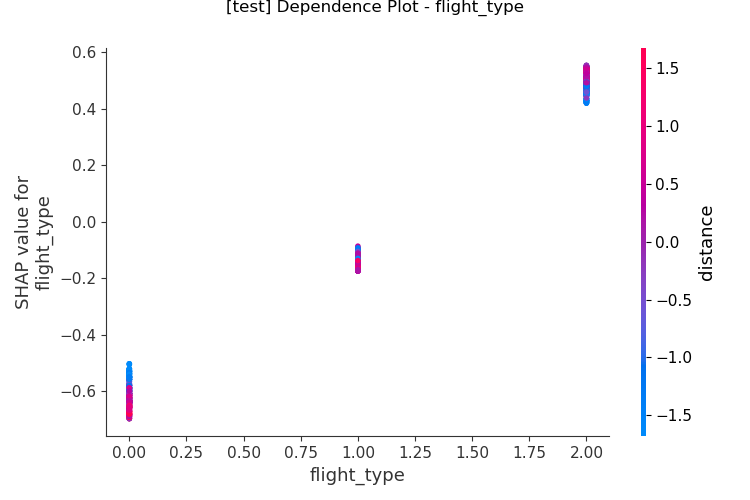 [test] Dependence Plot - flight_type
0.6
0.4
0.2
0.0
−0.2
−0.4
−0.6
SHAP value for
flight_type
0.00 0.25 0.50 0.75 1.00 1.25 1.50 1.75 2.00
flight_type
1.5
1.0
0.5
0.0
−0.5
−1.0
−1.5
distance